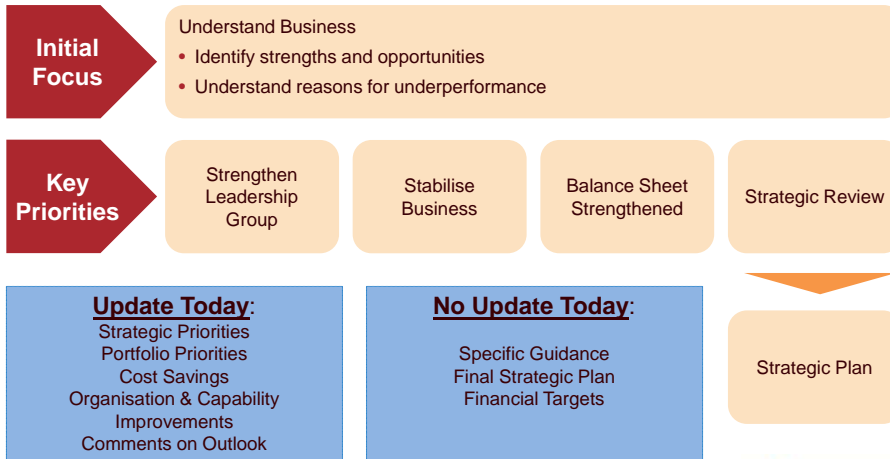 Initial
Focus
Understand Business
• Identify strengths and opportunities
• Understand reasons for underperformance
Key
Priorities
Strengthen
Leadership
Group
Stabilise
Business
Balance Sheet
Strengthened
Strategic Review
Update Today:
Strategic Priorities
Portfolio Priorities
Cost Savings
Organisation & Capability
Improvements
Comments on Outlook
No Update Today:
Specific Guidance
Final Strategic Plan
Financial Targets
Strategic Plan